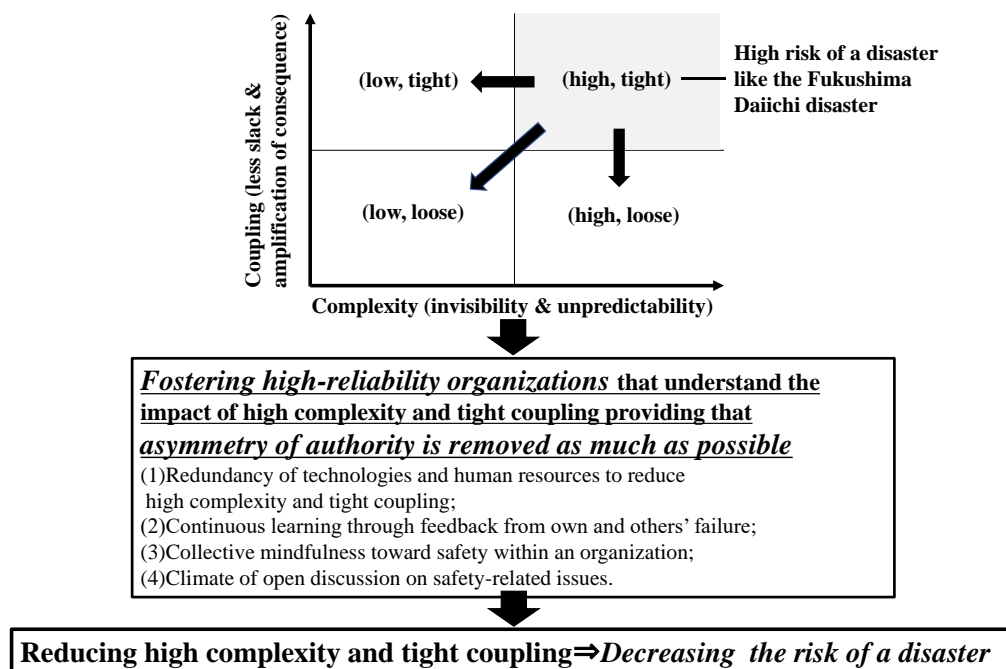 Coupling (less slack &
amplification of consequence)
(low, tight)
(high, tight)
High risk of a disaster
like the Fukushima
Daiichi disaster
(low, loose)
(high, loose)
Complexity (invisibility & unpredictability)
Fostering high-reliability organizations that understand the
impact of high complexity and tight coupling providing that
asymmetry of authority is removed as much as possible
(1)Redundancy of technologies and human resources to reduce
high complexity and tight coupling;
(2)Continuous learning through feedback from own and others’ failure;
(3)Collective mindfulness toward safety within an organization;
(4)Climate of open discussion on safety-related issues.
Reducing high complexity and tight coupling⇒Decreasing the risk of a disaster